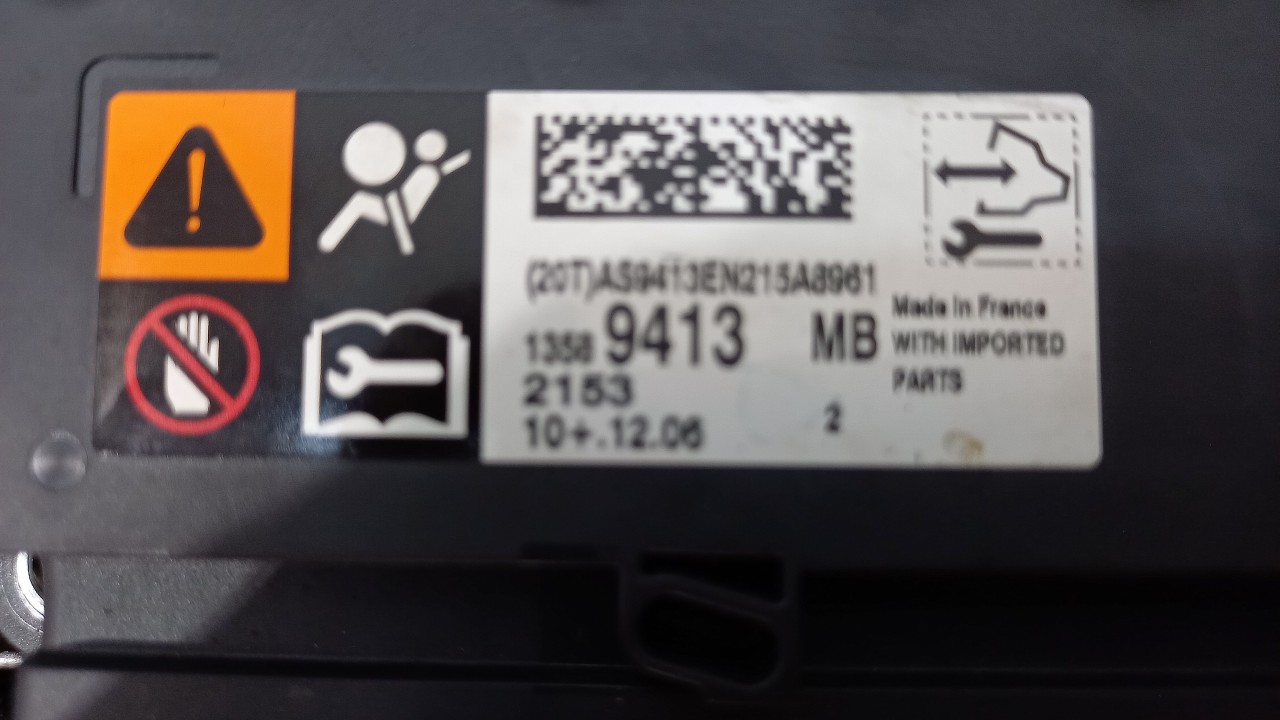 (20T)AS9413EN215A8961
1358 9413 MB
2153
10+.12.06
2
Made in France
WITH IMPORTED
PARTS